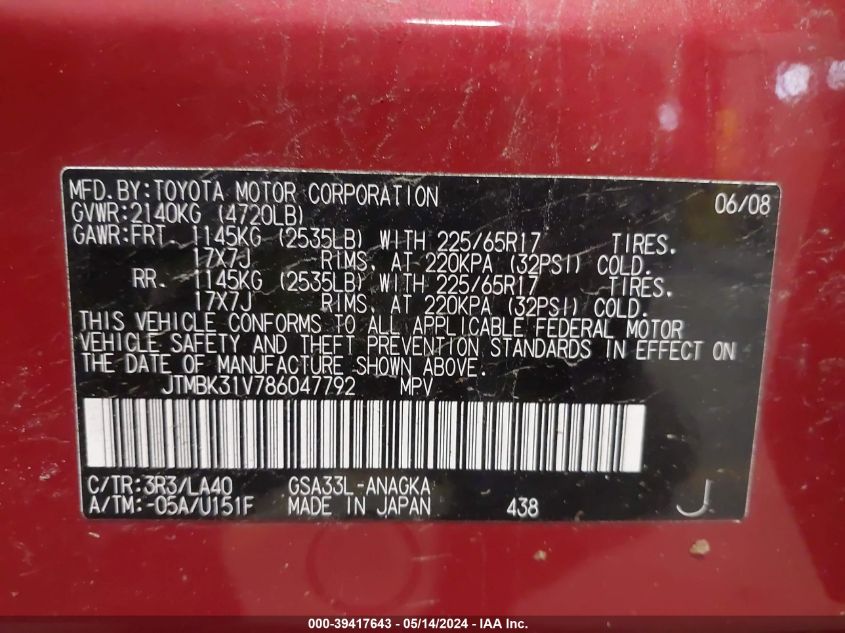 MFD.BY:TOYOTA MOTOR CORPORATION 06/08
GVWR:2140KG (4720LB)
GAWR:FRT. 1145KG (2535LB) WITH 225/65R17 TIRES.
17X7J RIMS, AT 220KPA (32PSI) COLD.
RR. 1145KG (2535LB) WITH 225/65R17 TIRES.
17X7J RIMS, AT 220KPA (32PSI) COLD.
THIS VEHICLE CONFORMS TO ALL APPLICABLE FEDERAL MOTOR
VEHICLE SAFETY AND THEFT PREVENTION STANDARDS IN EFFECT ON
THE DATE OF MANUFACTURE SHOWN ABOVE.
JTMBK31V786047792 MPV
C/TR:3R3/LA40 GSA33L-ANAGKA
A/TM:-05A/U151F MADE IN JAPAN 438 J
000-39417643 - 05/14/2024 - IAA Inc.